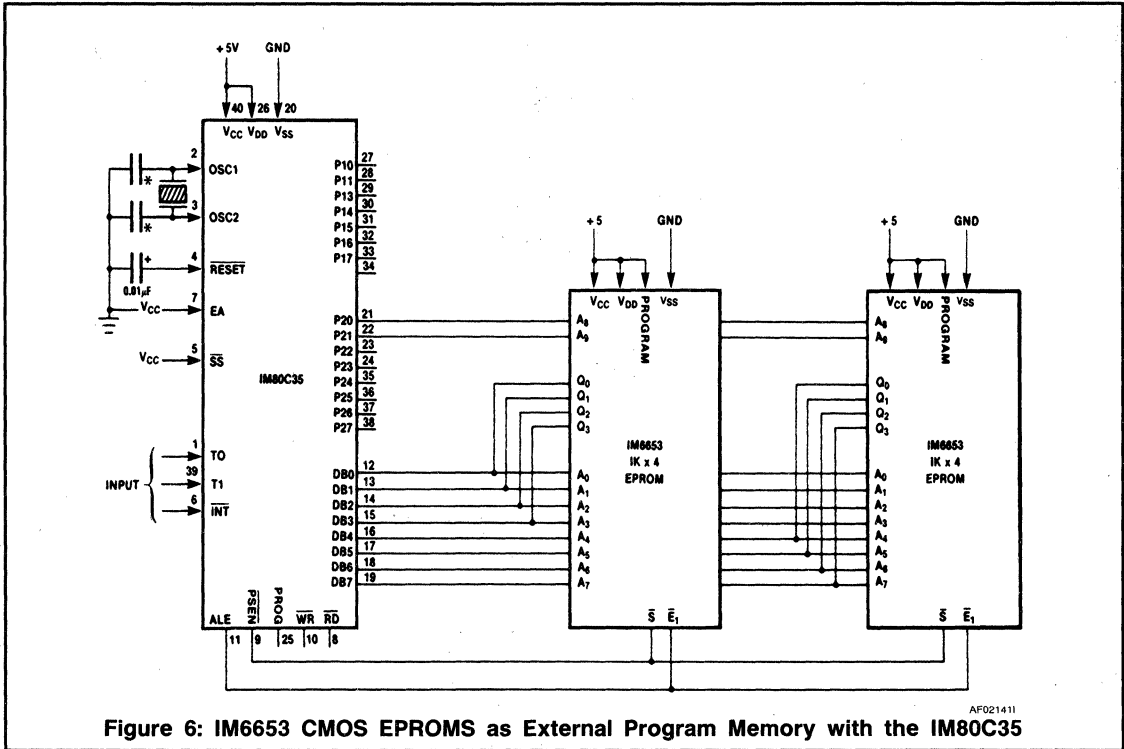 +5V GND
40 26 20
VCC VDD VSS
2 OSC1
*
3 OSC2
*
4 RESET
+
0.01µF
7 VCC EA
5 VCC SS
IM80C35
1 TO
39 T1
6 INT
INPUT
P10 27
P11 28
P13 29
P14 30
P15 31
P16 32
P17 33
34
P20 21
P21 22
P22 23
P23 24
P24 35
P25 36
P26 37
P27 38
DB0 12
DB1 13
DB2 14
DB3 15
DB4 16
DB5 17
DB6 18
DB7 19
ALE PSEN PROG WR RD
11 9 25 10 8
+5 GND
VCC VDD PROGRAM VSS
A8
A9
Q0
Q1
Q2
Q3
IM6653
IK x 4
EPROM
A0
A1
A2
A3
A4
A5
A6
A7
S E1
+5 GND
VCC VDD PROGRAM VSS
A8
A9
Q0
Q1
Q2
Q3
IM6653
IK x 4
EPROM
A0
A1
A2
A3
A4
A5
A6
A7
S E1
AF02141I
Figure 6: IM6653 CMOS EPROMS as External Program Memory with the IM80C35